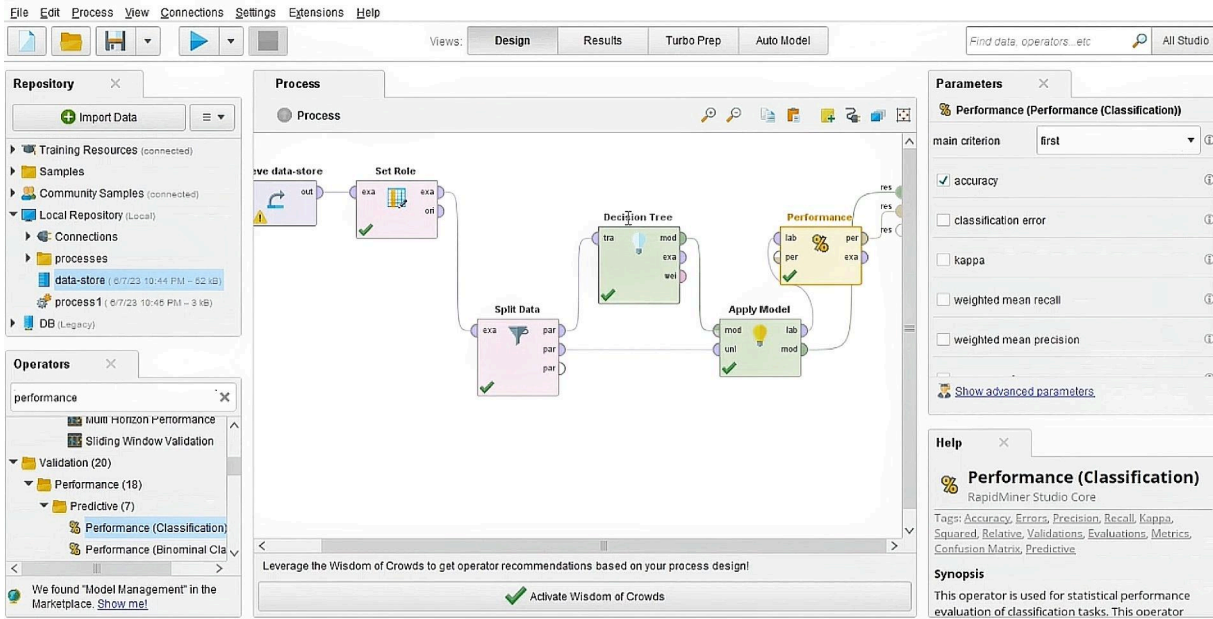 File Edit Process View Connections Settings Extensions Help
Views: Design Results Turbo Prep Auto Model
Find data, operators...etc
All Studio
Repository
Import Data
Training Resources (connected)
Samples
Community Samples (connected)
Local Repository (Local)
Connections
processes
data-store ( 6/7/23 10:44 PM – 52 kB)
process1 ( 6/7/23 10:45 PM – 3 kB)
DB (Legacy)
Operators
performance
Multi Horizon Performance
Sliding Window Validation
Validation (20)
Performance (18)
Predictive (7)
Performance (Classification)
Performance (Binominal Cla
We found "Model Management" in the
Marketplace. Show me!
Process
Process
eve data-store
out
Set Role
exa exa
ori
Decision Tree
tra mod
exa
wei
Performance
lab per
per exa
res
res
res
Split Data
exa par
par
par
Apply Model
mod lab
unl mod
Leverage the Wisdom of Crowds to get operator recommendations based on your process design!
Activate Wisdom of Crowds
Parameters
Performance (Performance (Classification))
main criterion first
accuracy
classification error
kappa
weighted mean recall
weighted mean precision
Show advanced parameters
Help
Performance (Classification)
RapidMiner Studio Core
Tags: Accuracy, Errors, Precision, Recall, Kappa,
Squared, Relative, Validations, Evaluations, Metrics,
Confusion Matrix, Predictive
Synopsis
This operator is used for statistical performance
evaluation of classification tasks. This operator